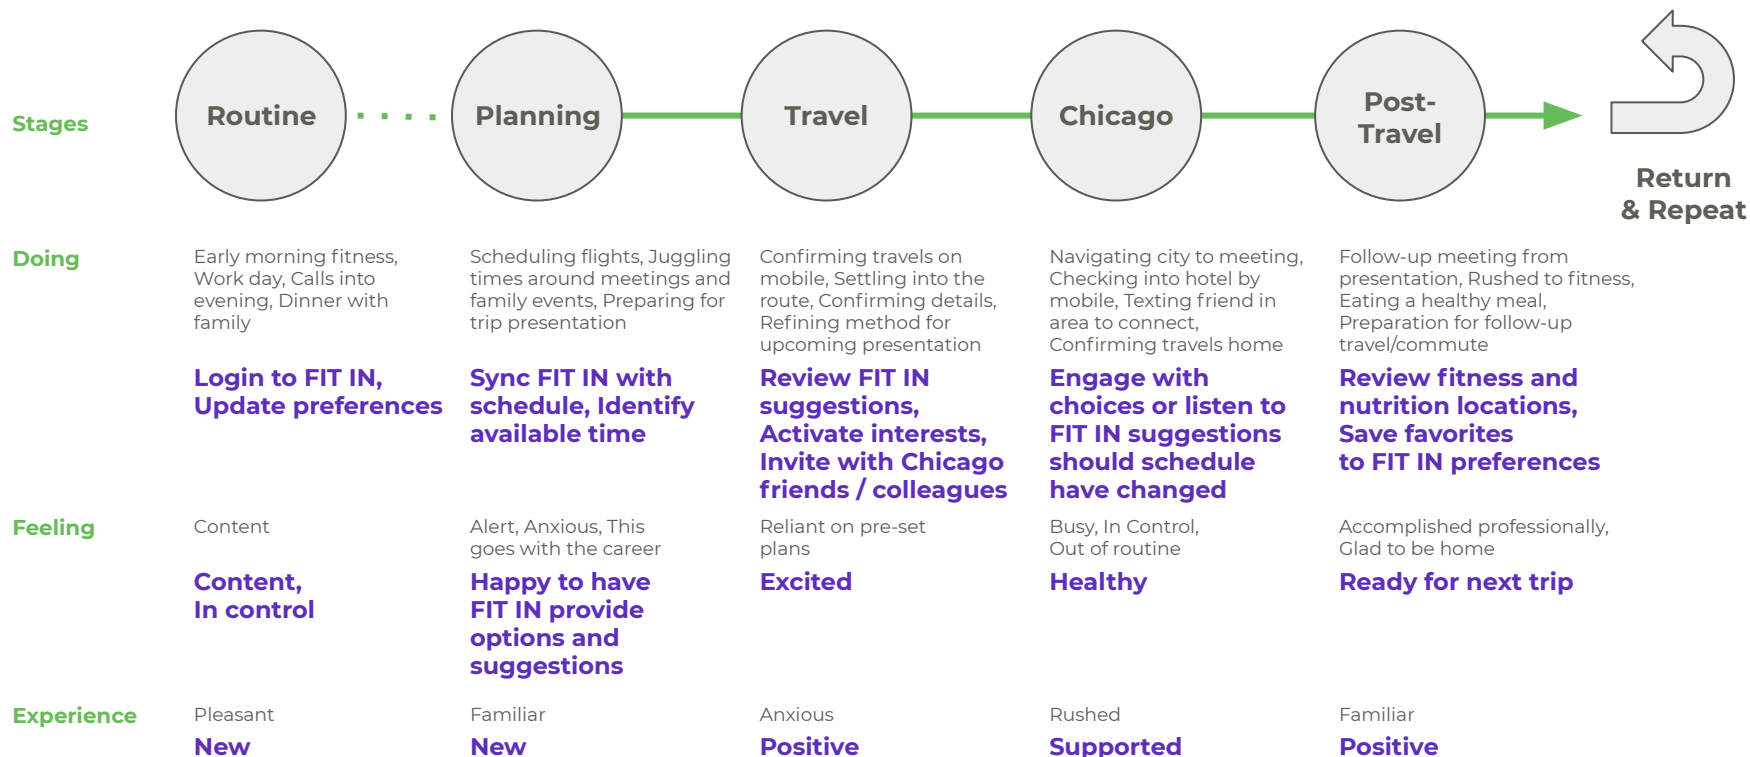 Stages
Routine
Planning
Travel
Chicago
Post-
Travel
Return
& Repeat
Doing
Early morning fitness,
Work day, Calls into
evening, Dinner with
family
Login to FIT IN,
Update preferences
Scheduling flights, Juggling
times around meetings and
family events, Preparing for
trip presentation
Sync FIT IN with
schedule, Identify
available time
Confirming travels on
mobile, Settling into the
route, Confirming details,
Refining method for
upcoming presentation
Review FIT IN
suggestions,
Activate interests,
Invite with Chicago
friends / colleagues
Navigating city to meeting,
Checking into hotel by
mobile, Texting friend in
area to connect,
Confirming travels home
Engage with
choices or listen to
FIT IN suggestions
should schedule
have changed
Follow-up meeting from
presentation, Rushed to fitness,
Eating a healthy meal,
Preparation for follow-up
travel/commute
Review fitness and
nutrition locations,
Save favorites
to FIT IN preferences
Feeling
Content
Content,
In control
Alert, Anxious, This
goes with the career
Happy to have
FIT IN provide
options and
suggestions
Reliant on pre-set
plans
Excited
Busy, In Control,
Out of routine
Healthy
Accomplished professionally,
Glad to be home
Ready for next trip
Experience
Pleasant
New
Familiar
New
Anxious
Positive
Rushed
Supported
Familiar
Positive